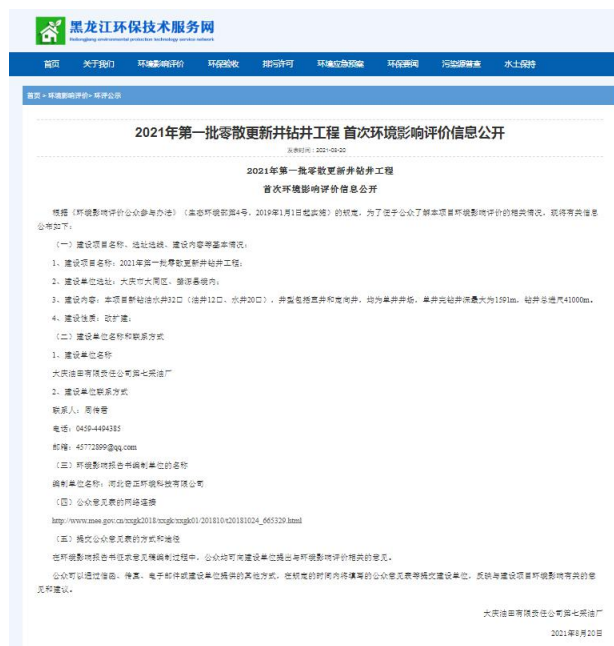 黑龙江环保技术服务网
Heilongjiang environmental protection technology service network
首页 关于我们 环境影响评价 环保验收 排污许可 环境应急预案 环保要闻 污染源普查 水土保持
首页 > 环境影响评价> 环评公示
2021年第一批零散更新井钻井工程 首次环境影响评价信息公开
发表时间：2021-08-20
2021年第一批零散更新井钻井工程
首次环境影响评价信息公开
根据《环境影响评价公众参与办法》（生态环境部第4号，2019年1月1日起实施）的规定，为了便于公众了解本项目环境影响评价的相关情况，现将有关信息
公布如下：
（一）建设项目名称、选址选线、建设内容等基本情况：
1、建设项目名称：2021年第一批零散更新井钻井工程；
2、建设单位选址：大庆市大同区、肇源县境内；
3、建设内容：本项目新钻油水井32口（油井12口、水井20口），井型包括直井和定向井，均为单井井场，单井完钻井深最大为1591m，钻井总进尺41000m。
4、建设性质：改扩建；
（二）建设单位名称和联系方式
1、建设单位名称
大庆油田有限责任公司第七采油厂
2、建设单位联系方式
联系人：周传君
电话：0459-4494385
邮箱：45772899@qq.com
（三）环境影响报告书编制单位的名称
编制单位名称：河北奇正环境科技有限公司
（四）公众意见表的网络连接
http://www.mee.gov.cn/xxgk2018/xxgk/xxgk01/201810/t20181024_665329.html
（五）提交公众意见表的方式和途径
在环境影响报告书征求意见稿编制过程中，公众均可向建设单位提出与环境影响评价相关的意见。
公众可以通过信函、传真、电子邮件或建设单位提供的其他方式，在规定的时间内将填写的公众意见表等提交建设单位，反映与建设项目环境影响有关的意
见和建议。
大庆油田有限责任公司第七采油厂
2021年8月20日